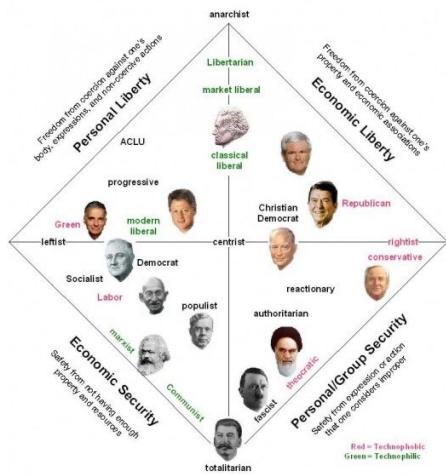 anarchist
Freedom from coercion against one's
body, expressions, and non-coercive actions
Personal Liberty
Freedom from coercion against one's
property and economic associations
Economic Liberty
Libertarian
market liberal
classical
liberal
ACLU
progressive
Green
modern
liberal
Christian
Democrat
Republican
leftist
centrist
rightist
conservative
Democrat
Socialist
Labor
populist
reactionary
authoritarian
marxist
Communist
theocratic
fascist
Economic Security
Safety from not having enough
property and resources
Personal/Group Security
Safety from expression or action
that one considers improper
totalitarian
Red = Technophobic
Green = Technophilic